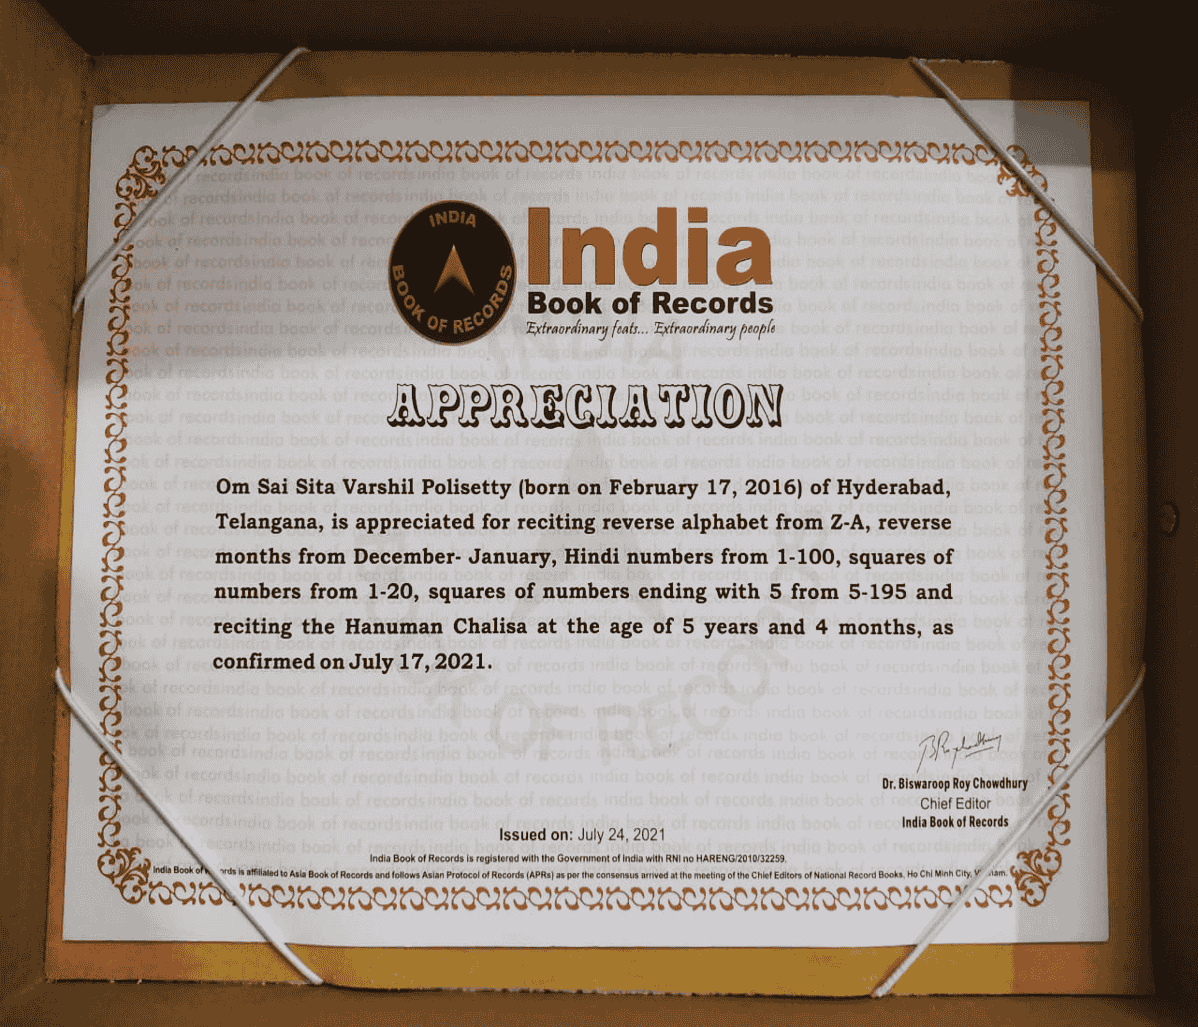 INDIA
BOOK OF RECORDS
India
Book of Records
Extraordinary feats... Extraordinary people
APPRECIATION
Om Sai Sita Varshil Polisetty (born on February 17, 2016) of Hyderabad,
Telangana, is appreciated for reciting reverse alphabet from Z-A, reverse
months from December- January, Hindi numbers from 1-100, squares of
numbers from 1-20, squares of numbers ending with 5 from 5-195 and
reciting the Hanuman Chalisa at the age of 5 years and 4 months, as
confirmed on July 17, 2021.
Dr. Biswaroop Roy Chowdhury
Chief Editor
India Book of Records
Issued on: July 24, 2021
India Book of Records is registered with the Government of India with RNI no HARENG/2010/32259.
India Book of is affiliated to Asia Book of Records and follows Asian Protocol of Records (APRs) as per the consensus arrived at the meeting of the Chief Editors of National Record Books, Ho Chi Minh City,